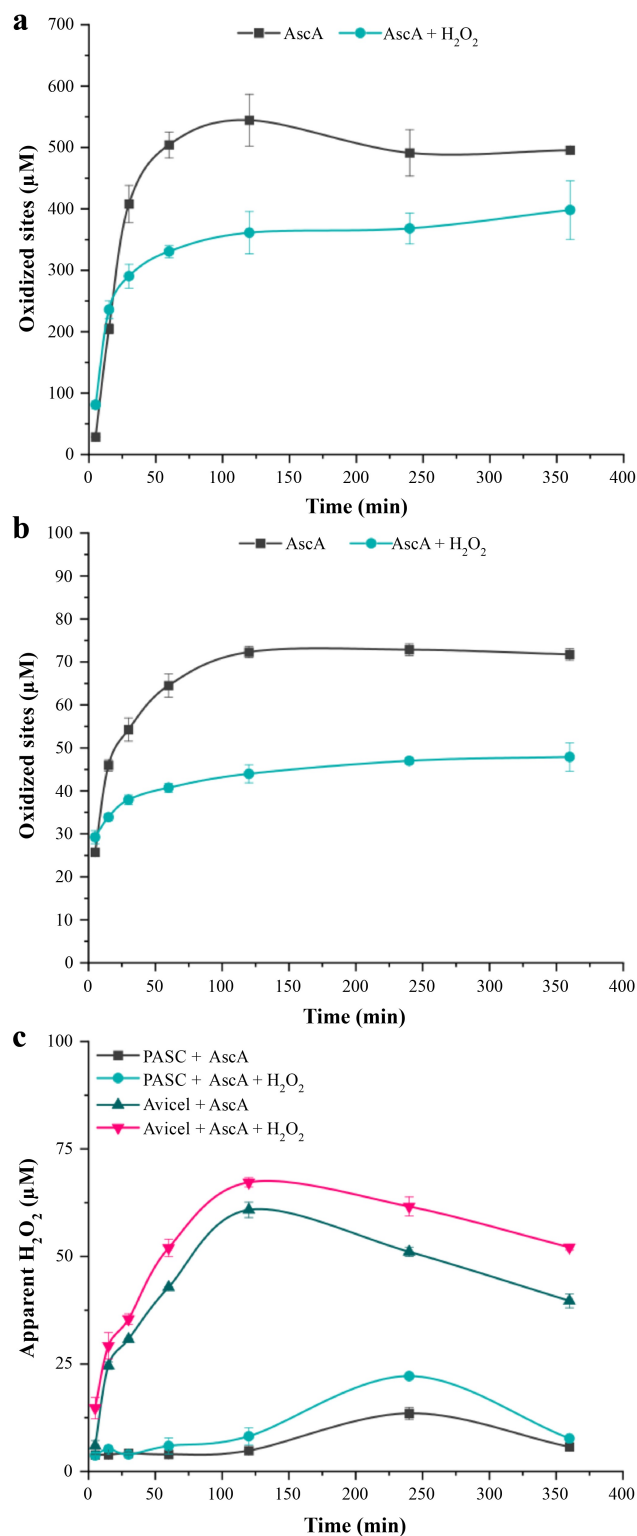 a
AscA
AscA + H₂O₂
700
600
500
400
300
200
100
0
Oxidized sites (µM)
0 50 100 150 200 250 300 350 400
Time (min)
b
AscA
AscA + H₂O₂
100
90
80
70
60
50
40
30
20
10
0
Oxidized sites (µM)
0 50 100 150 200 250 300 350 400
Time (min)
c
PASC + AscA
PASC + AscA + H₂O₂
Avicel + AscA
Avicel + AscA + H₂O₂
100
75
50
25
0
Apparent H₂O₂ (µM)
0 50 100 150 200 250 300 350 400
Time (min)